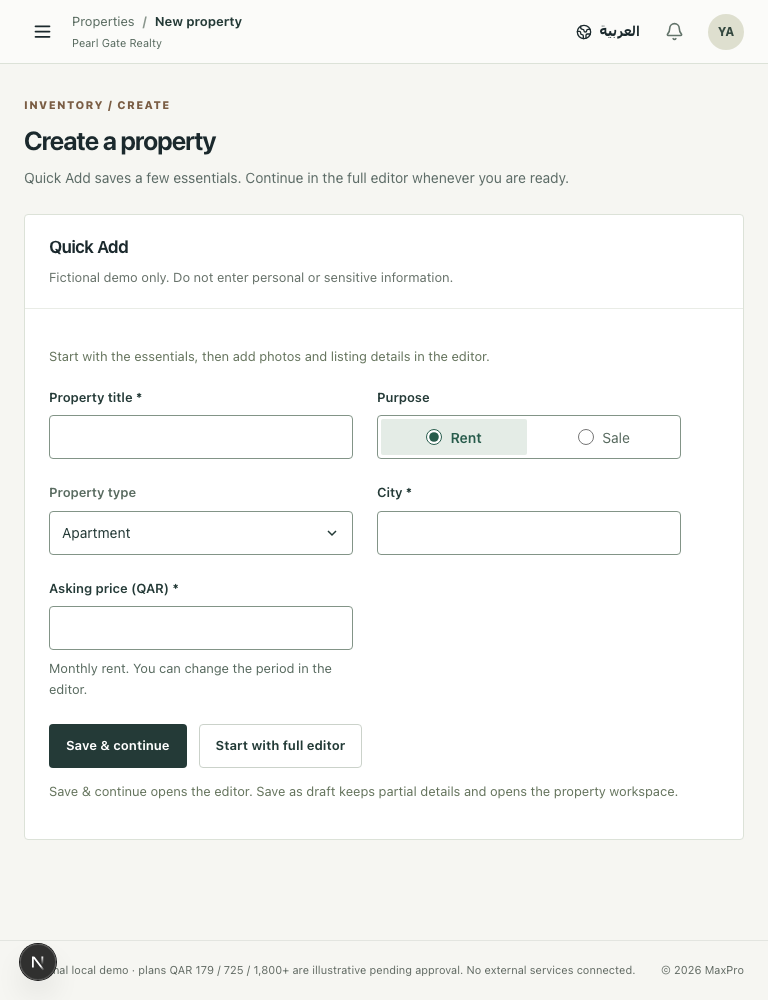 Properties / New property
Pearl Gate Realty
العربية
YA
INVENTORY / CREATE
Create a property
Quick Add saves a few essentials. Continue in the full editor whenever you are ready.
Quick Add
Fictional demo only. Do not enter personal or sensitive information.
Start with the essentials, then add photos and listing details in the editor.
Property title *
Purpose
Rent
Sale
Property type
City *
Apartment
Asking price (QAR) *
Monthly rent. You can change the period in the
editor.
Save & continue
Start with full editor
Save & continue opens the editor. Save as draft keeps partial details and opens the property workspace.
N
local demo · plans QAR 179 / 725 / 1,800+ are illustrative pending approval. No external services connected.
© 2026 MaxPro